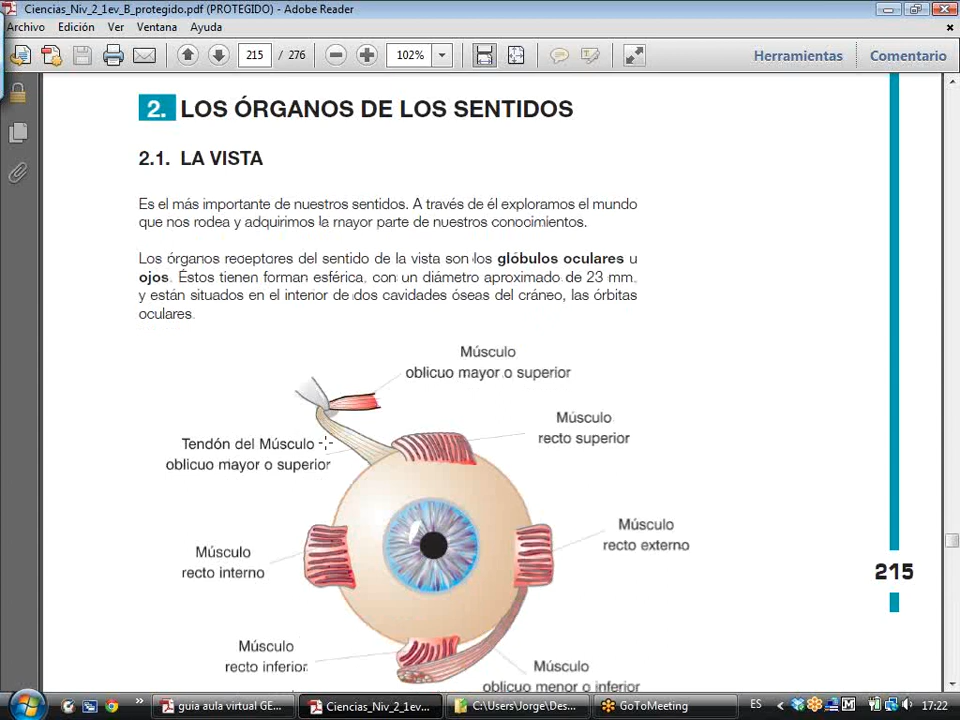 Ciencias_Niv_2_1ev_B_protegido.pdf (PROTEGIDO) - Adobe Reader
Archivo Edición Ver Ventana Ayuda
215 / 276 102% Herramientas Comentario
2. LOS ÓRGANOS DE LOS SENTIDOS
2.1. LA VISTA
Es el más importante de nuestros sentidos. A través de él exploramos el mundo
que nos rodea y adquirimos la mayor parte de nuestros conocimientos.
Los órganos receptores del sentido de la vista son los glóbulos oculares u
ojos. Éstos tienen forman esférica, con un diámetro aproximado de 23 mm.
y están situados en el interior de dos cavidades óseas del cráneo, las órbitas
oculares.
Músculo
oblicuo mayor o superior
Músculo
recto superior
Tendón del Músculo
oblicuo mayor o superior
Músculo
recto externo
Músculo
recto interno
215
Músculo
recto inferior
Músculo
oblicuo menor o inferior
guía aula virtual GE... Ciencias_Niv_2_1ev... C:\Users\Jorge\Des... GoToMeeting ES 17:22